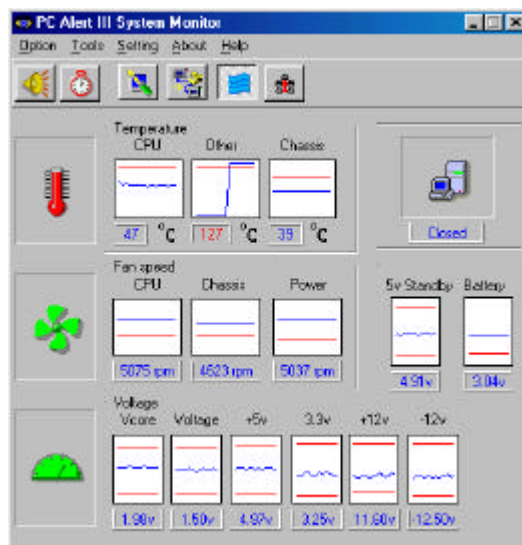 PC Alert III System Monitor
Option Tools Setting About Help
Temperature
CPU Other Chassis
47 °C 127 °C 39 °C
Closed
Fan speed
CPU Chassis Power
5075 rpm 4623 rpm 5037 rpm
5v Standby Battery
4.91v 3.04v
Voltage
Vcore Voltage +5v 3.3v +12v -12v
1.98v 1.50v 4.97v 3.25v -12.50v